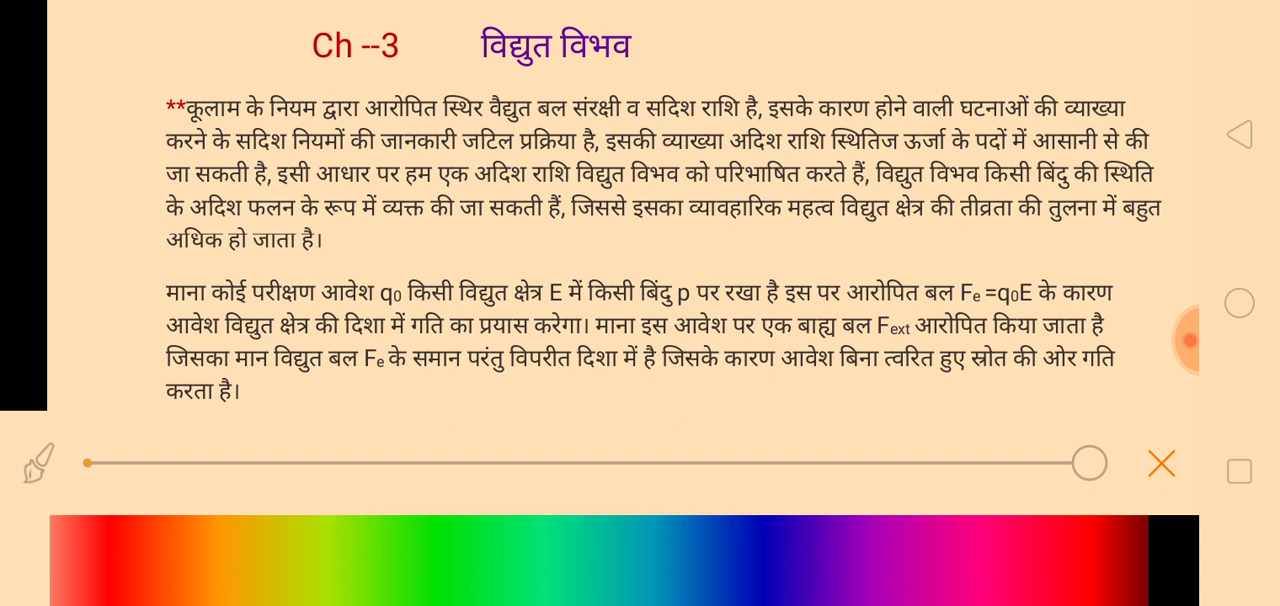 Ch --3 विद्युत विभव
**कूलाम के नियम द्वारा आरोपित स्थिर वैद्युत बल संरक्षी व सदिश राशि है, इसके कारण होने वाली घटनाओं की व्याख्या
करने के सदिश नियमों की जानकारी जटिल प्रक्रिया है, इसकी व्याख्या अदिश राशि स्थितिज ऊर्जा के पदों में आसानी से की
जा सकती है, इसी आधार पर हम एक अदिश राशि विद्युत विभव को परिभाषित करते हैं, विद्युत विभव किसी बिंदु की स्थिति
के अदिश फलन के रूप में व्यक्त की जा सकती हैं, जिससे इसका व्यावहारिक महत्व विद्युत क्षेत्र की तीव्रता की तुलना में बहुत
अधिक हो जाता है।
माना कोई परीक्षण आवेश q₀ किसी विद्युत क्षेत्र E में किसी बिंदु p पर रखा है इस पर आरोपित बल Fₑ =q₀E के कारण
आवेश विद्युत क्षेत्र की दिशा में गति का प्रयास करेगा। माना इस आवेश पर एक बाह्य बल Fext आरोपित किया जाता है
जिसका मान विद्युत बल Fₑ के समान परंतु विपरीत दिशा में है जिसके कारण आवेश बिना त्वरित हुए स्रोत की ओर गति
करता है।